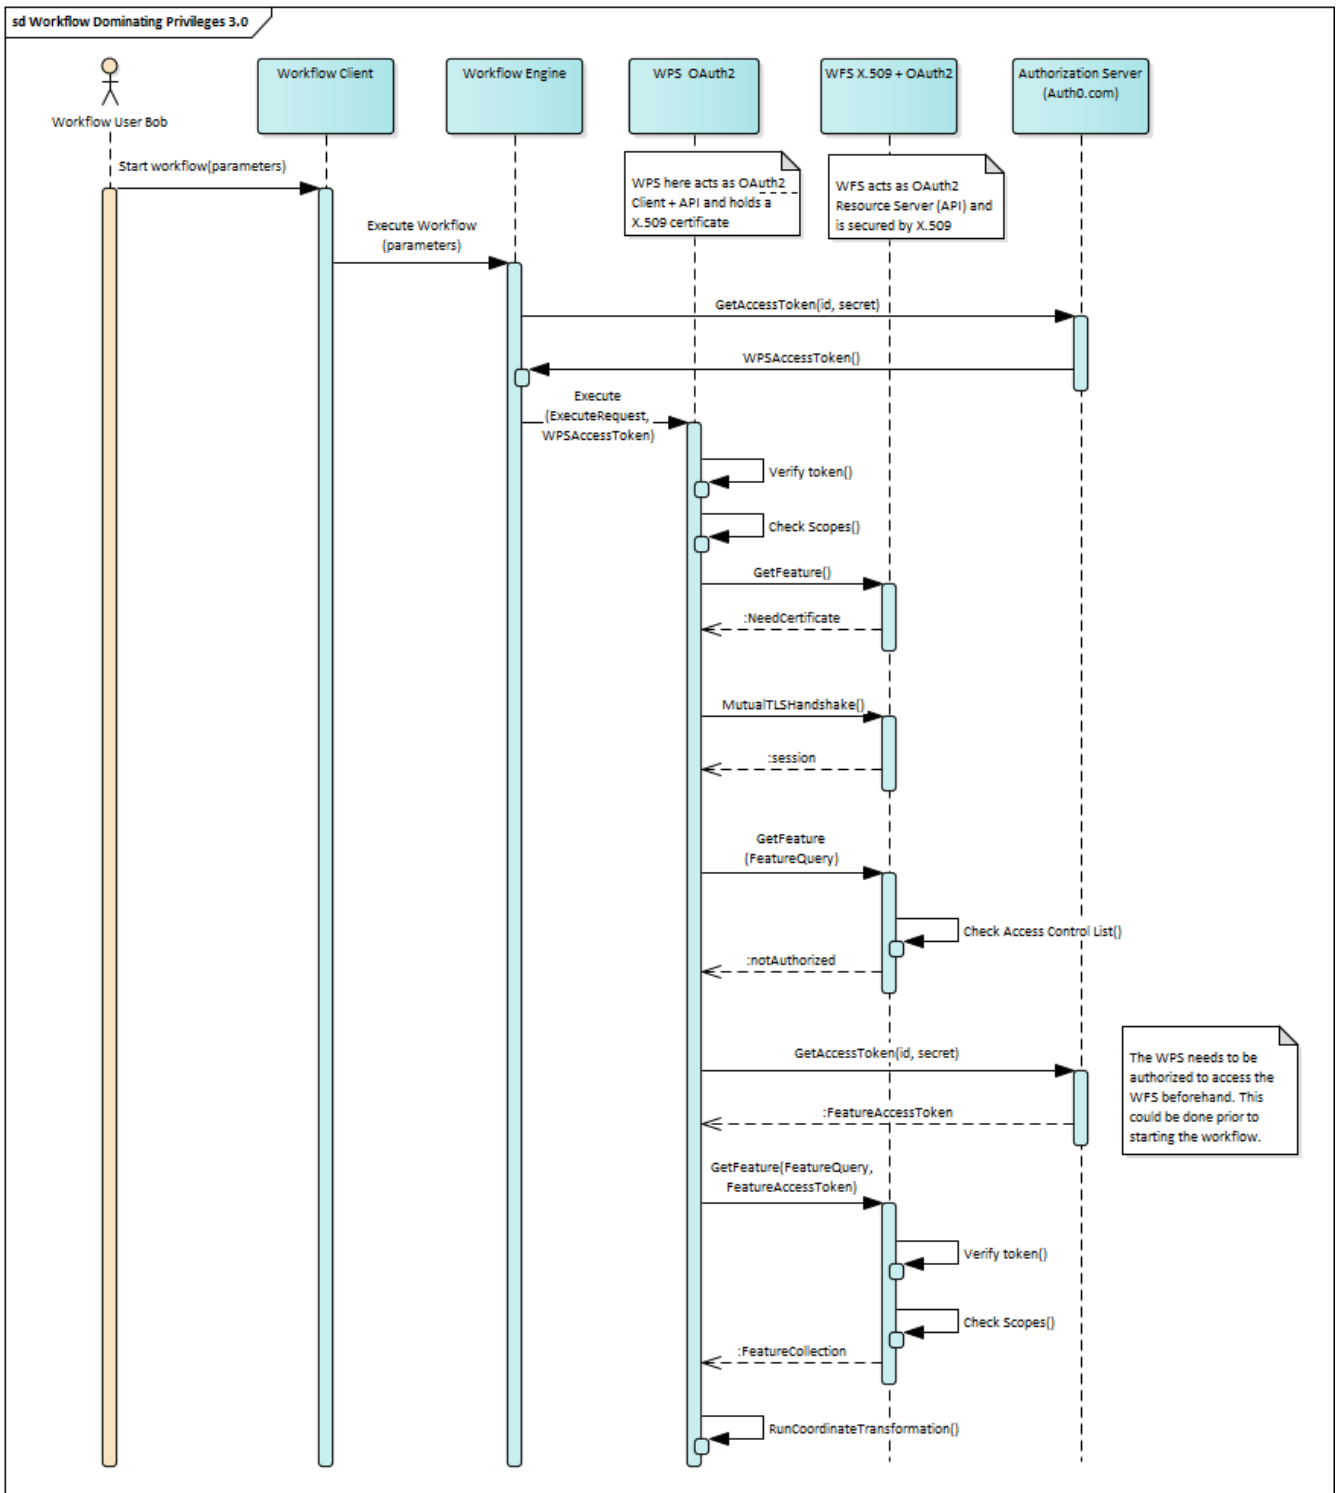 sd Workflow Dominating Privileges 3.0
Workflow User Bob
Workflow Client
Workflow Engine
WPS OAuth2
WFS X.509 + OAuth2
Authorization Server
(Auth0.com)
WPS here acts as OAuth2
Client + API and holds a
X.509 certificate
WFS acts as OAuth2
Resource Server (API) and
is secured by X.509
Start workflow(parameters)
Execute Workflow
(parameters)
GetAccessToken(id, secret)
WPSAccessToken()
Execute
(ExecuteRequest,
WPSAccessToken)
Verify token()
Check Scopes()
GetFeature()
:NeedCertificate
MutualTLSHandshake()
:session
GetFeature
(FeatureQuery)
Check Access Control List()
:notAuthorized
GetAccessToken(id, secret)
:FeatureAccessToken
The WPS needs to be
authorized to access the
WFS beforehand. This
could be done prior to
starting the workflow.
GetFeature(FeatureQuery,
FeatureAccessToken)
Verify token()
Check Scopes()
:FeatureCollection
RunCoordinateTransformation()